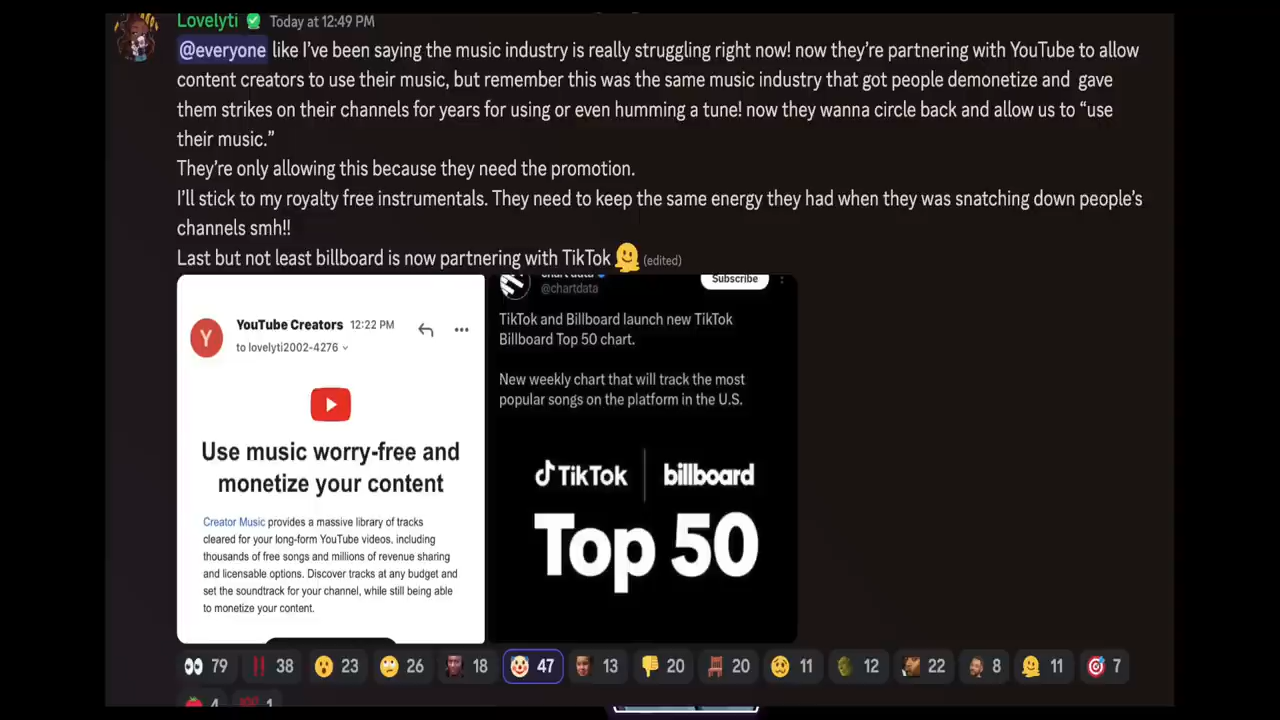 Lovelyti Today at 12:49 PM
@everyone like I've been saying the music industry is really struggling right now! now they're partnering with YouTube to allow
content creators to use their music, but remember this was the same music industry that got people demonetize and gave
them strikes on their channels for years for using or even humming a tune! now they wanna circle back and allow us to “use
their music.”
They're only allowing this because they need the promotion.
I'll stick to my royalty free instrumentals. They need to keep the same energy they had when they was snatching down people's
channels smh!!
Last but not least billboard is now partnering with TikTok 🫠 (edited)
YouTube Creators 12:22 PM
Y
to lovelyti2002-4276
Use music worry-free and
monetize your content
Creator Music provides a massive library of tracks
cleared for your long-form YouTube videos, including
thousands of free songs and millions of revenue sharing
and licensable options. Discover tracks at any budget and
set the soundtrack for your channel, while still being able
to monetize your content.
chart data Subscribe
@chartdata
TikTok and Billboard launch new TikTok
Billboard Top 50 chart.
New weekly chart that will track the most
popular songs on the platform in the U.S.
TikTok billboard
Top 50
79 38 23 26 18 47 13 20 20 11 12 22 8 11 7
4 1